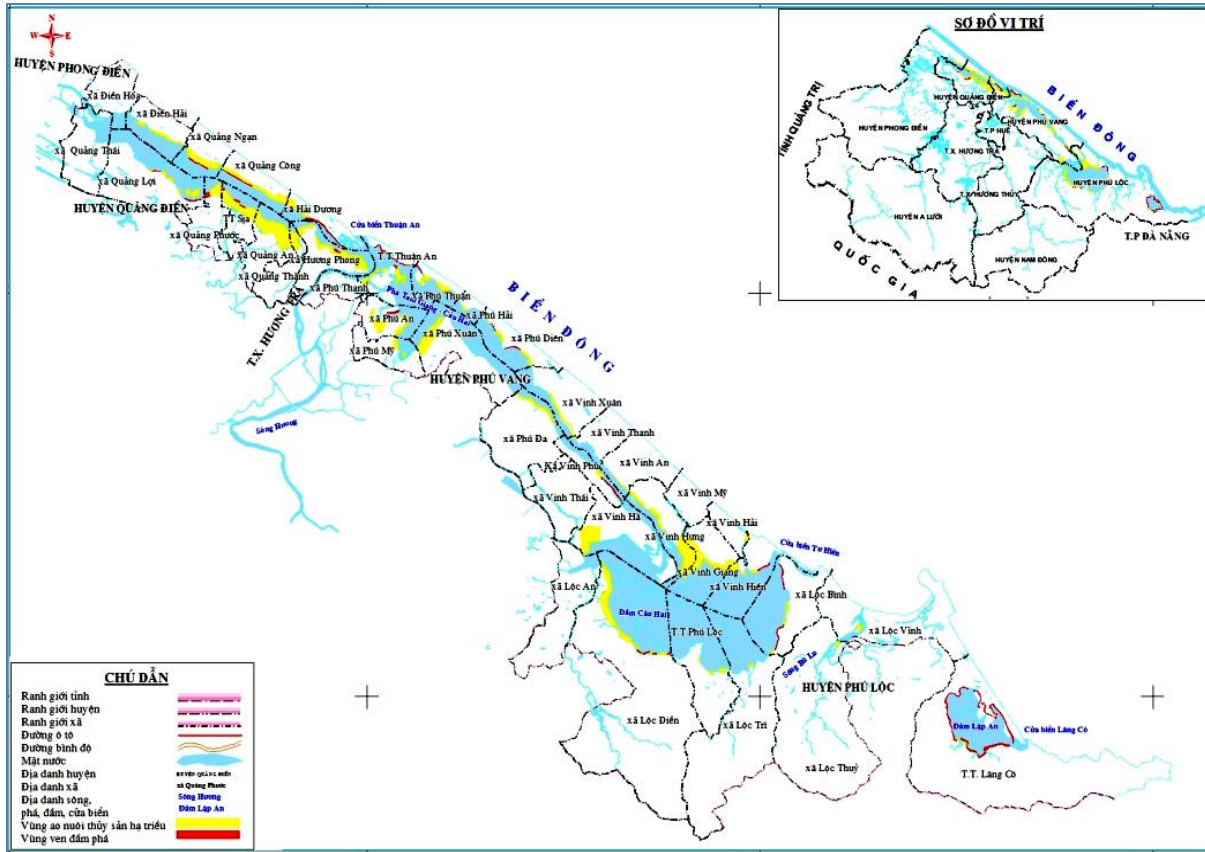 N
W E
S
HUYỆN PHONG ĐIỀN
xã Điền Hòa
xã Điền Hải
xã Quảng Ngạn
xã Quảng Thái
xã Quảng Công
xã Quảng Lợi
HUYỆN QUẢNG ĐIỀN
TT Sịa
xã Hải Dương
xã Quảng Phước
Cửa biển Thuận An
xã Quảng An
xã Hương Phong
T.T Thuận An
xã Quảng Thành
xã Phú Thanh
xã Phú Thuận
Phá Tam Giang - Cầu Hai
T.X. HƯƠNG TRÀ
xã Phú An
xã Phú Hải
BIỂN ĐÔNG
xã Phú Xuân
xã Phú Diên
xã Phú Mỹ
HUYỆN PHÚ VANG
xã Vinh Xuân
Sông Hương
xã Phú Đa
xã Vinh Thanh
Xã Vinh Phú
xã Vinh An
xã Vinh Thái
xã Vinh Mỹ
xã Vinh Hà
xã Vinh Hải
xã Vinh Hưng
Cửa biển Tư Hiền
xã Vinh Giang
xã Lộc An
xã Vinh Hiền
xã Lộc Bình
Đầm Cầu Hai
T.T Phú Lộc
xã Lộc Vĩnh
Sông Bù Lu
HUYỆN PHÚ LỘC
xã Lộc Điền
xã Lộc Trì
Đầm Lập An
Cửa biển Lăng Cô
xã Lộc Thuỷ
T.T. Lăng Cô
SƠ ĐỒ VỊ TRÍ
TỈNH QUẢNG TRỊ
HUYỆN QUẢNG ĐIỀN
BIỂN ĐÔNG
HUYỆN PHÚ VANG
HUYỆN PHONG ĐIỀN
T.P HUẾ
T.X. HƯƠNG TRÀ
HUYỆN PHÚ LỘC
T.X HƯƠNG THỦY
HUYỆN A LƯỚI
T.P ĐÀ NẴNG
HUYỆN NAM ĐÔNG
QUỐC GIA
CHÚ DẪN
Ranh giới tỉnh
Ranh giới huyện
Ranh giới xã
Đường ô tô
Đường bình độ
Mặt nước
Địa danh huyện HUYỆN QUẢNG ĐIỀN
Địa danh xã xã Quảng Phước
Địa danh sông, Sông Hương
phá, đầm, cửa biển Đầm Lập An
Vùng ao nuôi thủy sản hạ triều
Vùng ven đầm phá